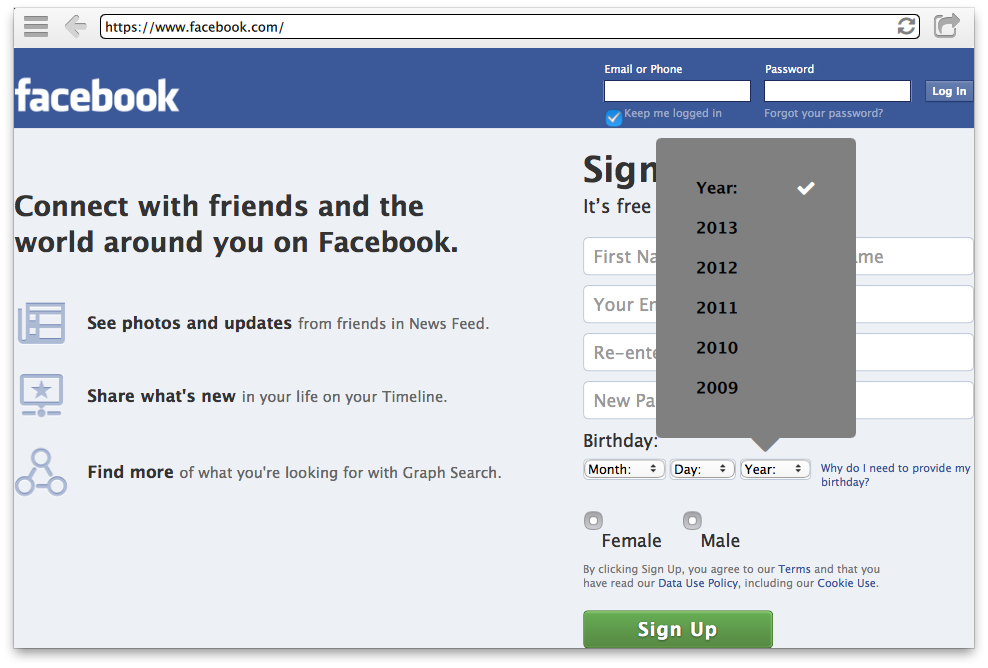 https://www.facebook.com/
Email or Phone
Password
facebook
Log In
Keep me logged in
Forgot your password?
Sign
It's free
Connect with friends and the
world around you on Facebook.
See photos and updates from friends in News Feed.
Share what's new in your life on your Timeline.
Find more of what you're looking for with Graph Search.
Year:
2013
2012
2011
2010
2009
First Na
me
Your En
Re-ente
New Pa
Birthday:
Month:
Day:
Year:
Why do I need to provide my
birthday?
Female
Male
By clicking Sign Up, you agree to our Terms and that you
have read our Data Use Policy, including our Cookie Use.
Sign Up